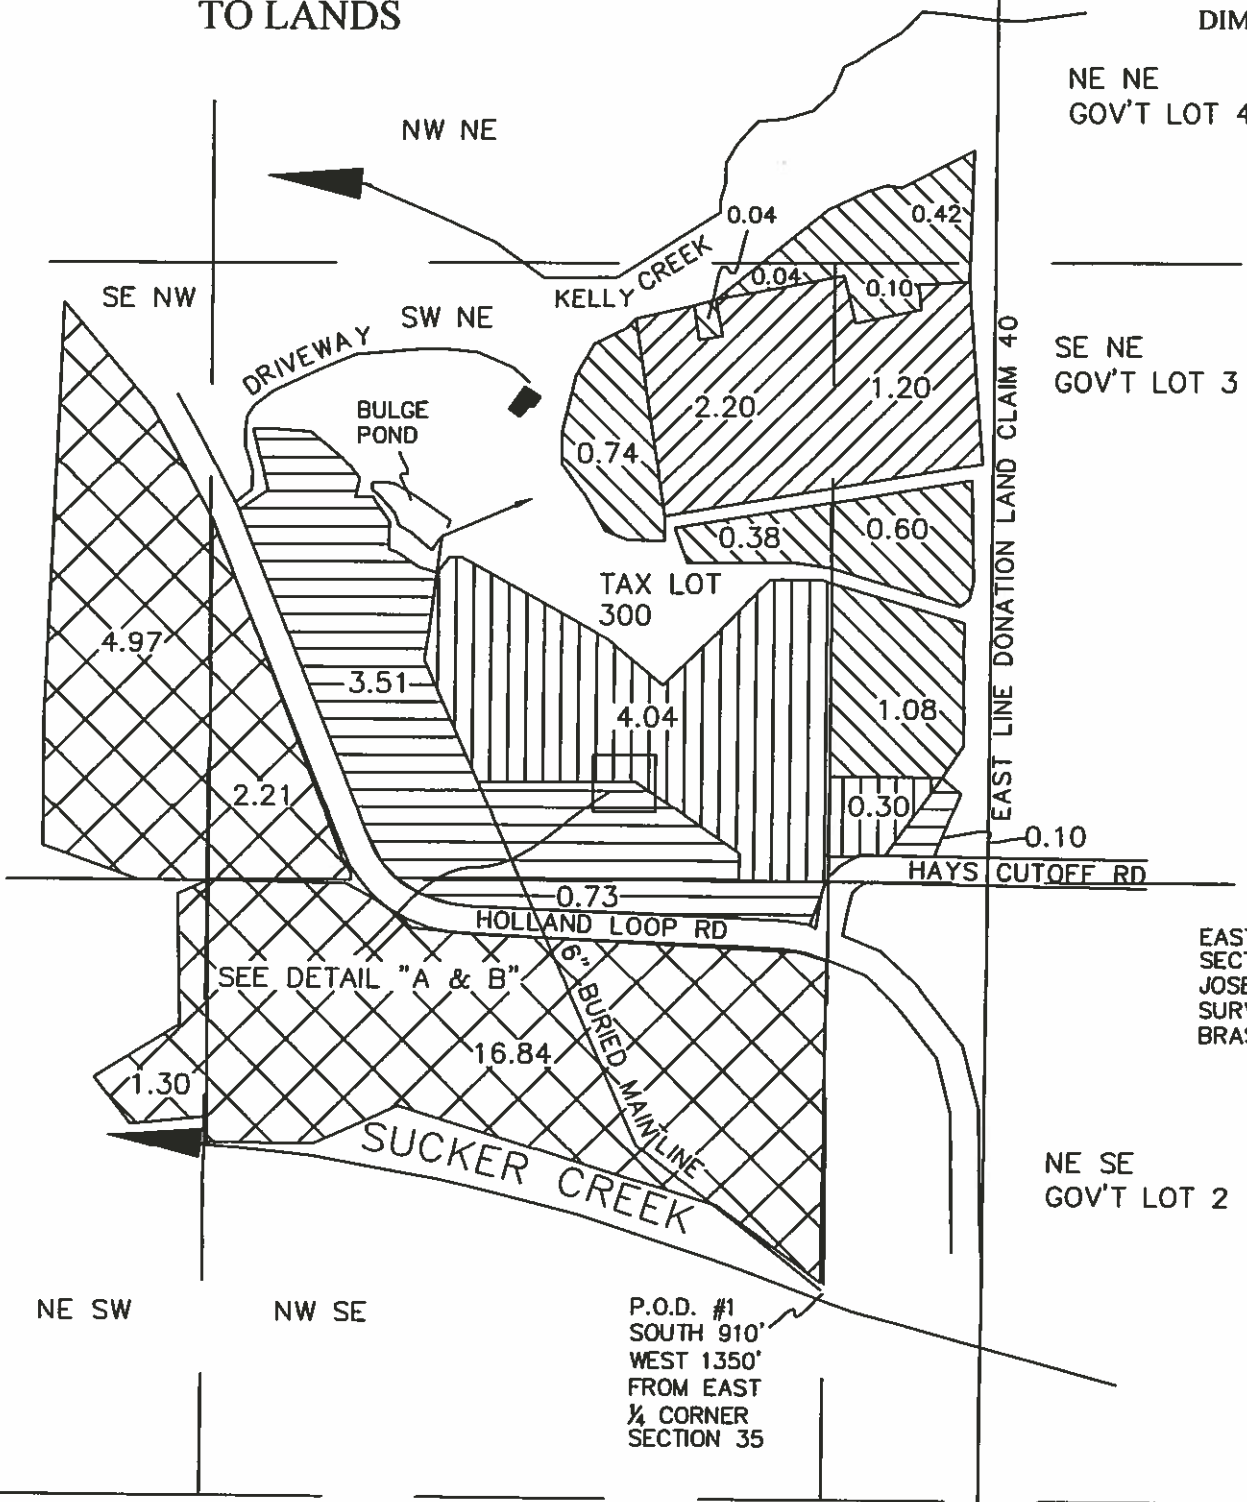 TO LANDS
DIM
NE NE
GOV'T LOT 4
NW NE
0.04
0.42
KELLY CREEK
0.04
0.10
SE NW
SW NE
DRIVEWAY
SE NE
GOV'T LOT 3
BULGE
POND
2.20
1.20
0.74
0.38
0.60
EAST LINE DONATION LAND CLAIM 40
TAX LOT
300
4.97
3.51
4.04
1.08
2.21
0.30
0.10
HAYS CUTOFF RD
0.73
HOLLAND LOOP RD
SEE DETAIL "A & B"
6" BURIED MAINLINE
EAST
SECT
JOSE
SUR
BRAS
16.84
1.30
SUCKER CREEK
NE SE
GOV'T LOT 2
NE SW
NW SE
P.O.D. #1
SOUTH 910'
WEST 1350'
FROM EAST
¼ CORNER
SECTION 35